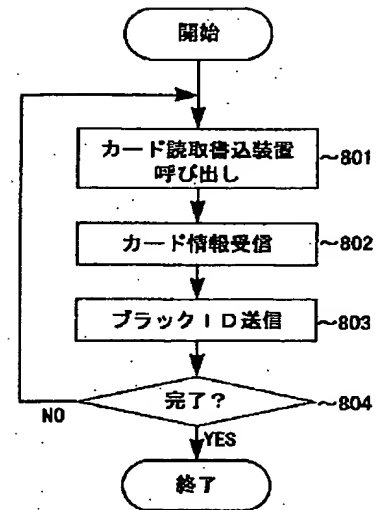 開始
カード読取書込装置
呼び出し
~801
カード情報受信
~802
ブラックID送信
~803
完了?
~804
NO
YES
終了